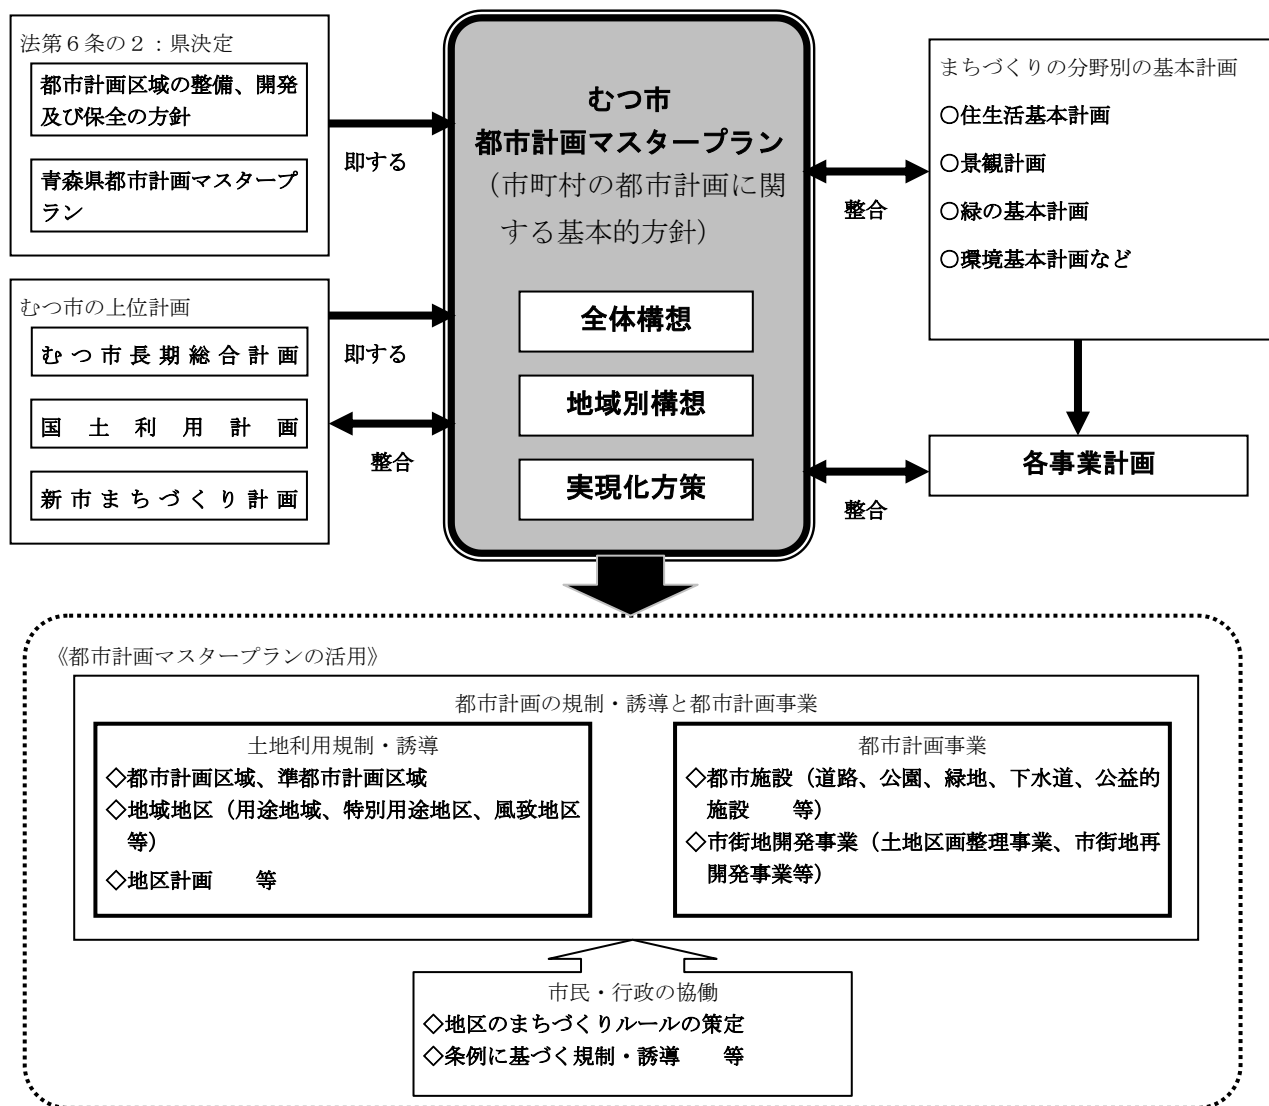 法第６条の２：県決定
都市計画区域の整備、開発
及び保全の方針
青森県都市計画マスタープ
ラン
即する
むつ市の上位計画
むつ市長期総合計画
国土利用計画
新市まちづくり計画
即する
整合
むつ市
都市計画マスタープラン
（市町村の都市計画に関
する基本的方針）
全体構想
地域別構想
実現化方策
整合
まちづくりの分野別の基本計画
○住生活基本計画
○景観計画
○緑の基本計画
○環境基本計画など
各事業計画
整合
《都市計画マスタープランの活用》
都市計画の規制・誘導と都市計画事業
土地利用規制・誘導
◇都市計画区域、準都市計画区域
◇地域地区（用途地域、特別用途地区、風致地区
等）
◇地区計画　　等
都市計画事業
◇都市施設（道路、公園、緑地、下水道、公益的
施設　　等）
◇市街地開発事業（土地区画整理事業、市街地再
開発事業等）
市民・行政の協働
◇地区のまちづくりルールの策定
◇条例に基づく規制・誘導　　等